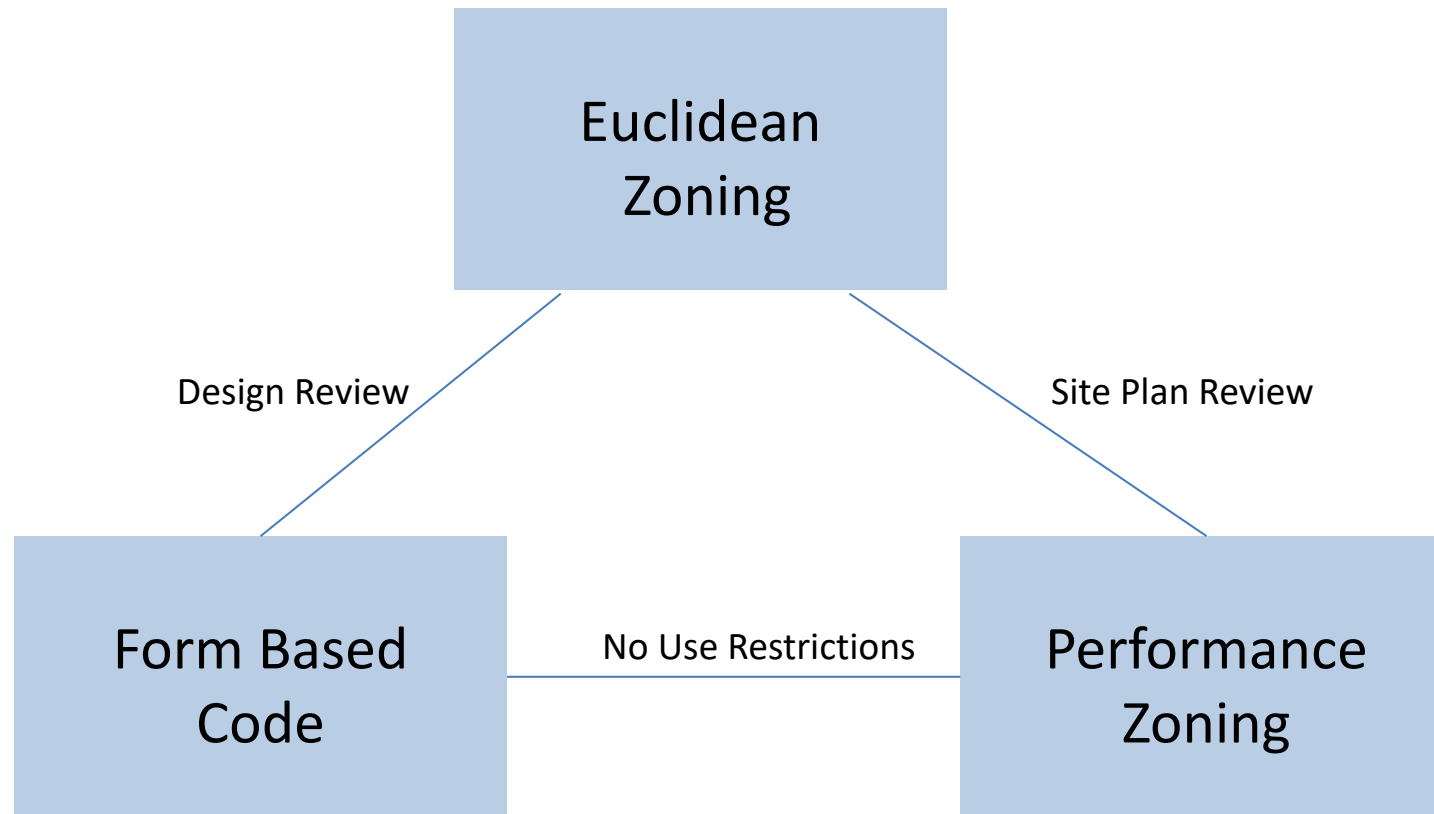 Euclidean
Zoning
Design Review
Site Plan Review
Form Based
Code
No Use Restrictions
Performance
Zoning